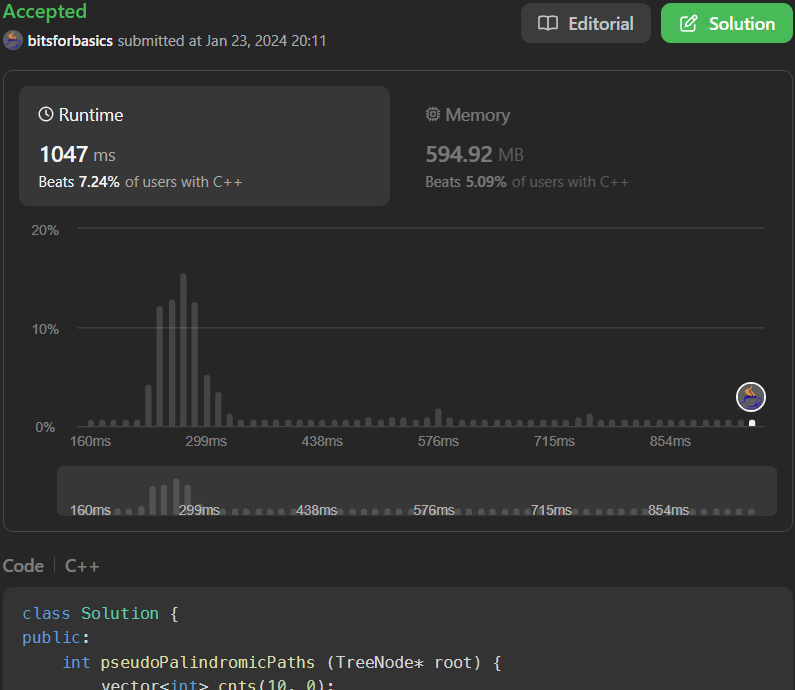 Accepted
Editorial
Solution
bitsforbasics submitted at Jan 23, 2024 20:11
Runtime
Memory
1047 ms
594.92 MB
Beats 7.24% of users with C++
Beats 5.09% of users with C++
20%
10%
0%
160ms 299ms 438ms 576ms 715ms 854ms
160ms 299ms 438ms 576ms 715ms 854ms
Code C++
class Solution {
public:
int pseudoPalindromicPaths (TreeNode* root) {
vector<int> cnts(10, 0);